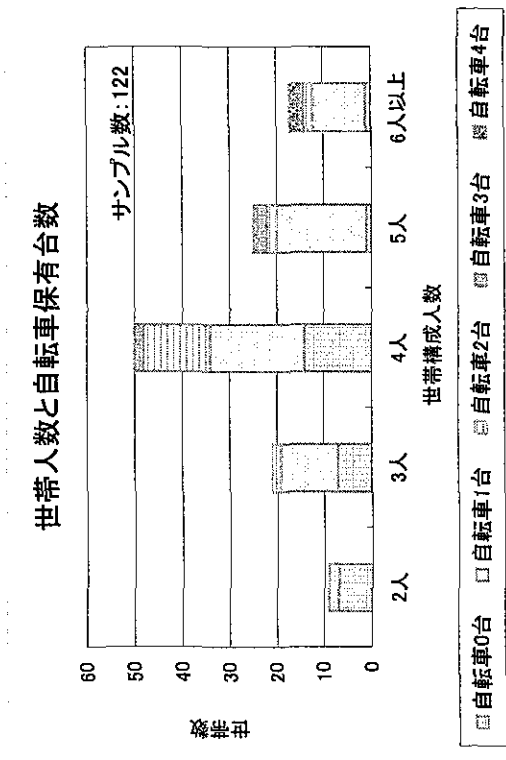 世帯人数と自転車保有台数
サンプル数:122
60
50
40
30
20
10
0
世帯数
2人
3人
4人
5人
6人以上
世帯構成人数
自転車0台
自転車1台
自転車2台
自転車3台
自転車4台